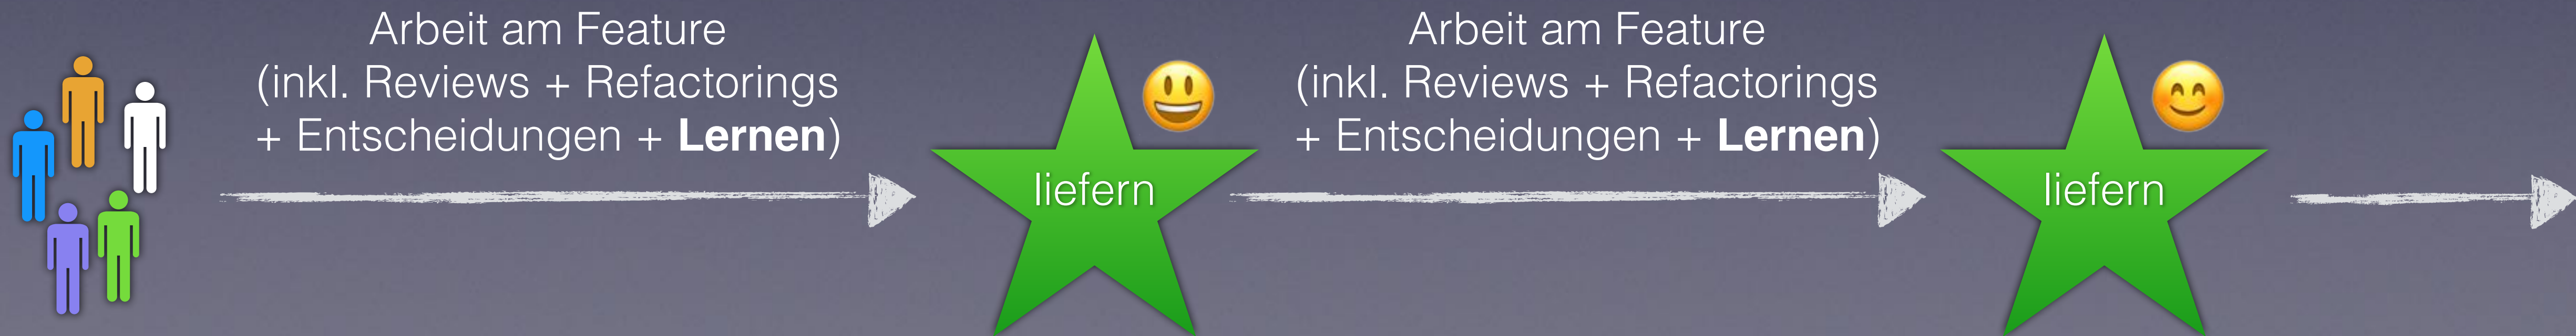 Arbeit am Feature
(inkl. Reviews + Refactorings
+ Entscheidungen + Lernen)
liefern
Arbeit am Feature
(inkl. Reviews + Refactorings
+ Entscheidungen + Lernen)
liefern